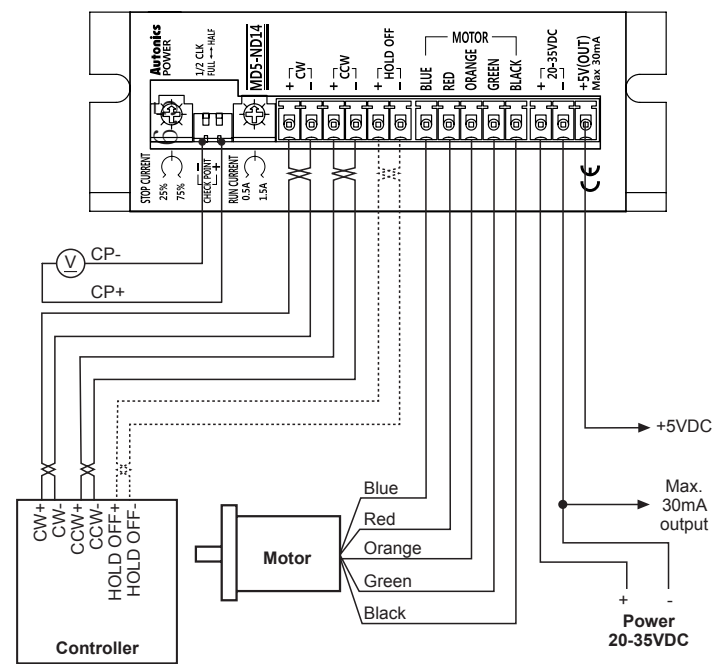 Autonics
POWER
1/2 CLK
FULL ↔ HALF
MD5-ND14
+ CW -
+ CCW -
+ HOLD OFF -
MOTOR
BLUE
RED
ORANGE
GREEN
BLACK
+ 20-35VDC -
+5V(OUT)
Max 30mA
STOP CURRENT
25%
75%
- CHECK POINT +
RUN CURRENT
0.5A
1.5A
CE
V
CP-
CP+
+5VDC
Max.
30mA
output
CW+
CW-
CCW+
CCW-
HOLD OFF+
HOLD OFF-
Controller
Motor
Blue
Red
Orange
Green
Black
+ -
Power
20-35VDC